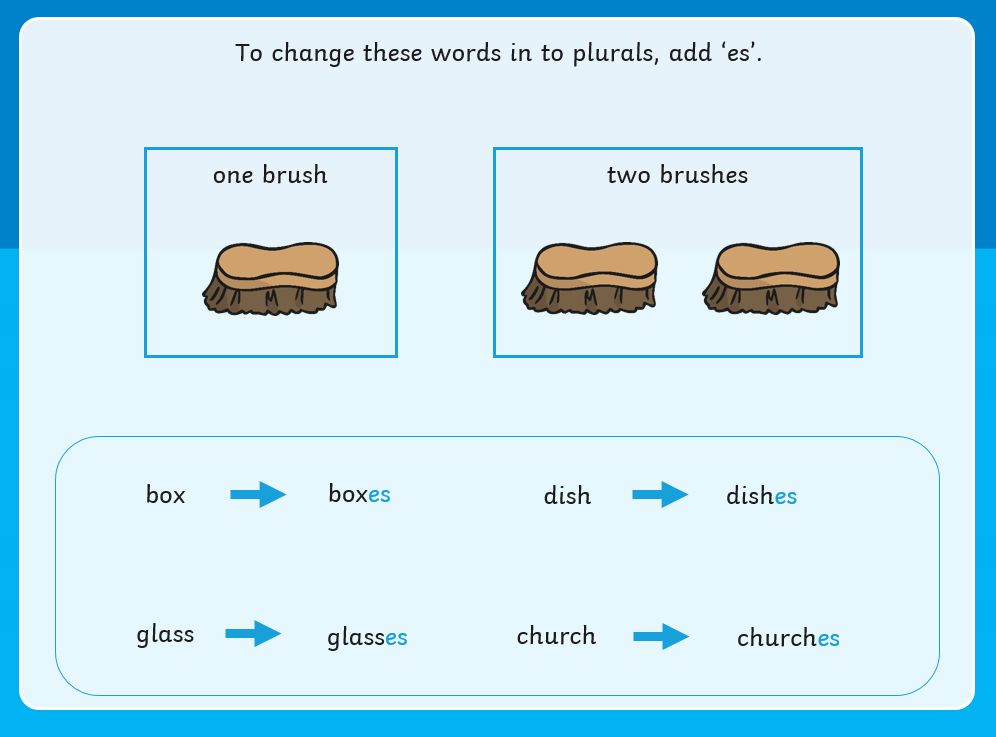 To change these words in to plurals, add ‘es’.
one brush
two brushes
box boxes
dish dishes
glass glasses
church churches